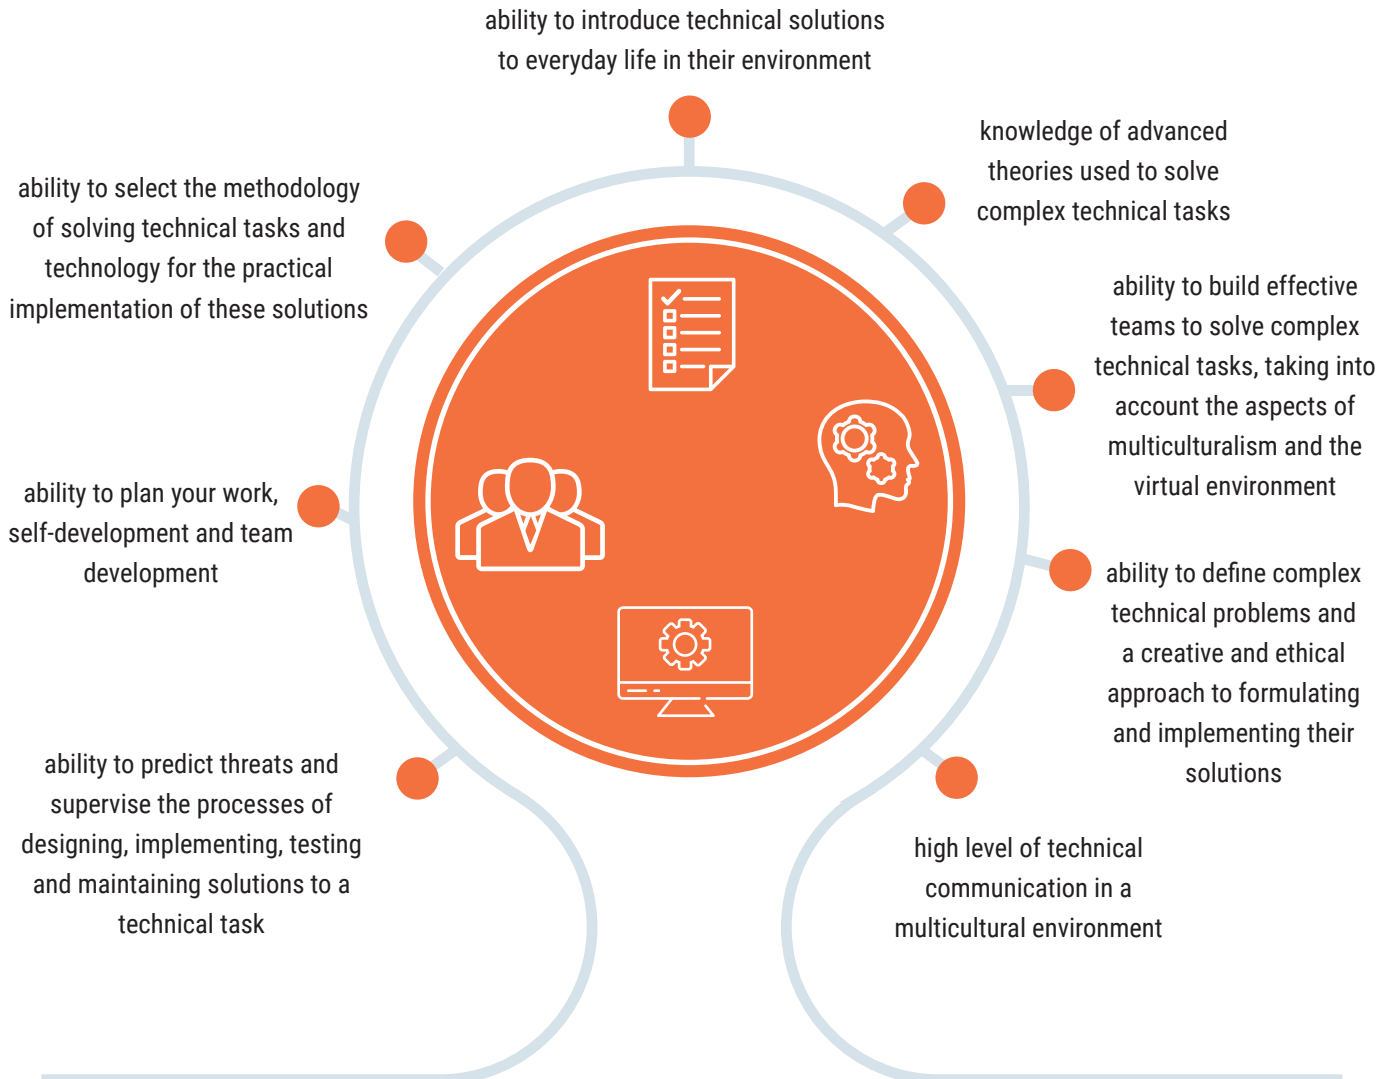 ability to introduce technical solutions
to everyday life in their environment
knowledge of advanced
theories used to solve
complex technical tasks
ability to build effective
teams to solve complex
technical tasks, taking into
account the aspects of
multiculturalism and the
virtual environment
ability to define complex
technical problems and
a creative and ethical
approach to formulating
and implementing their
solutions
high level of technical
communication in a
multicultural environment
ability to predict threats and
supervise the processes of
designing, implementing, testing
and maintaining solutions to a
technical task
ability to plan your work,
self-development and team
development
ability to select the methodology
of solving technical tasks and
technology for the practical
implementation of these solutions